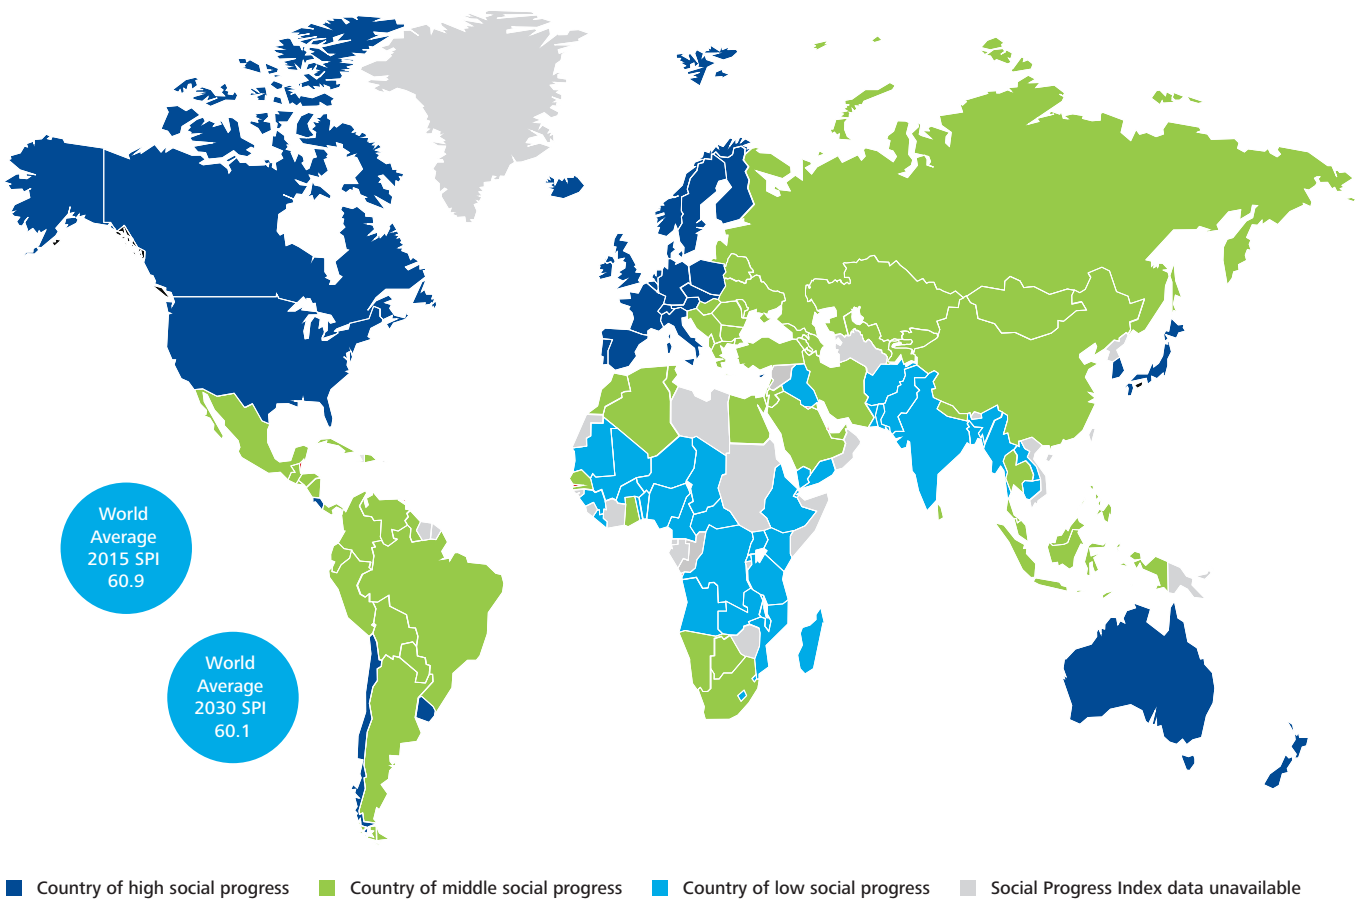 World
Average
2015 SPI
60.9
World
Average
2030 SPI
60.1
Country of high social progress
Country of middle social progress
Country of low social progress
Social Progress Index data unavailable